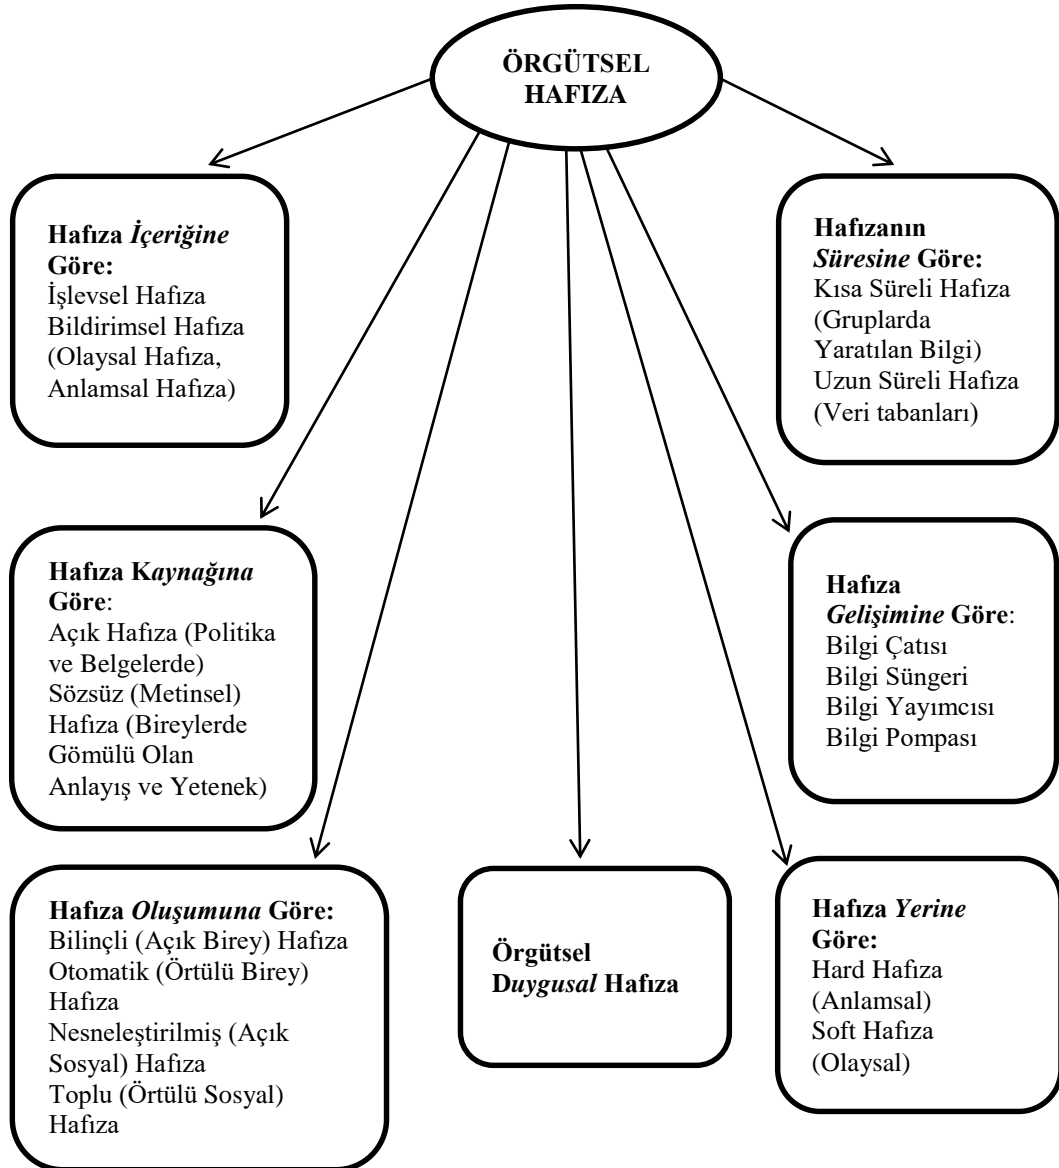 ÖRGÜTSEL
HAFIZA
Hafıza İçeriğine
Göre:
İşlevsel Hafıza
Bildirimsel Hafıza
(Olaysal Hafıza,
Anlamsal Hafıza)
Hafızanın
Süresine Göre:
Kısa Süreli Hafıza
(Gruplarda
Yaratılan Bilgi)
Uzun Süreli Hafıza
(Veri tabanları)
Hafıza Kaynağına
Göre:
Açık Hafıza (Politika
ve Belgelerde)
Sözsüz (Metinsel)
Hafıza (Bireylerde
Gömülü Olan
Anlayış ve Yetenek)
Hafıza
Gelişimine Göre:
Bilgi Çatısı
Bilgi Süngeri
Bilgi Yayımcısı
Bilgi Pompası
Hafıza Oluşumuna Göre:
Bilinçli (Açık Birey) Hafıza
Otomatik (Örtülü Birey)
Hafıza
Nesneleştirilmiş (Açık
Sosyal) Hafıza
Toplu (Örtülü Sosyal)
Hafıza
Örgütsel
Duygusal Hafıza
Hafıza Yerine
Göre:
Hard Hafıza
(Anlamsal)
Soft Hafıza
(Olaysal)